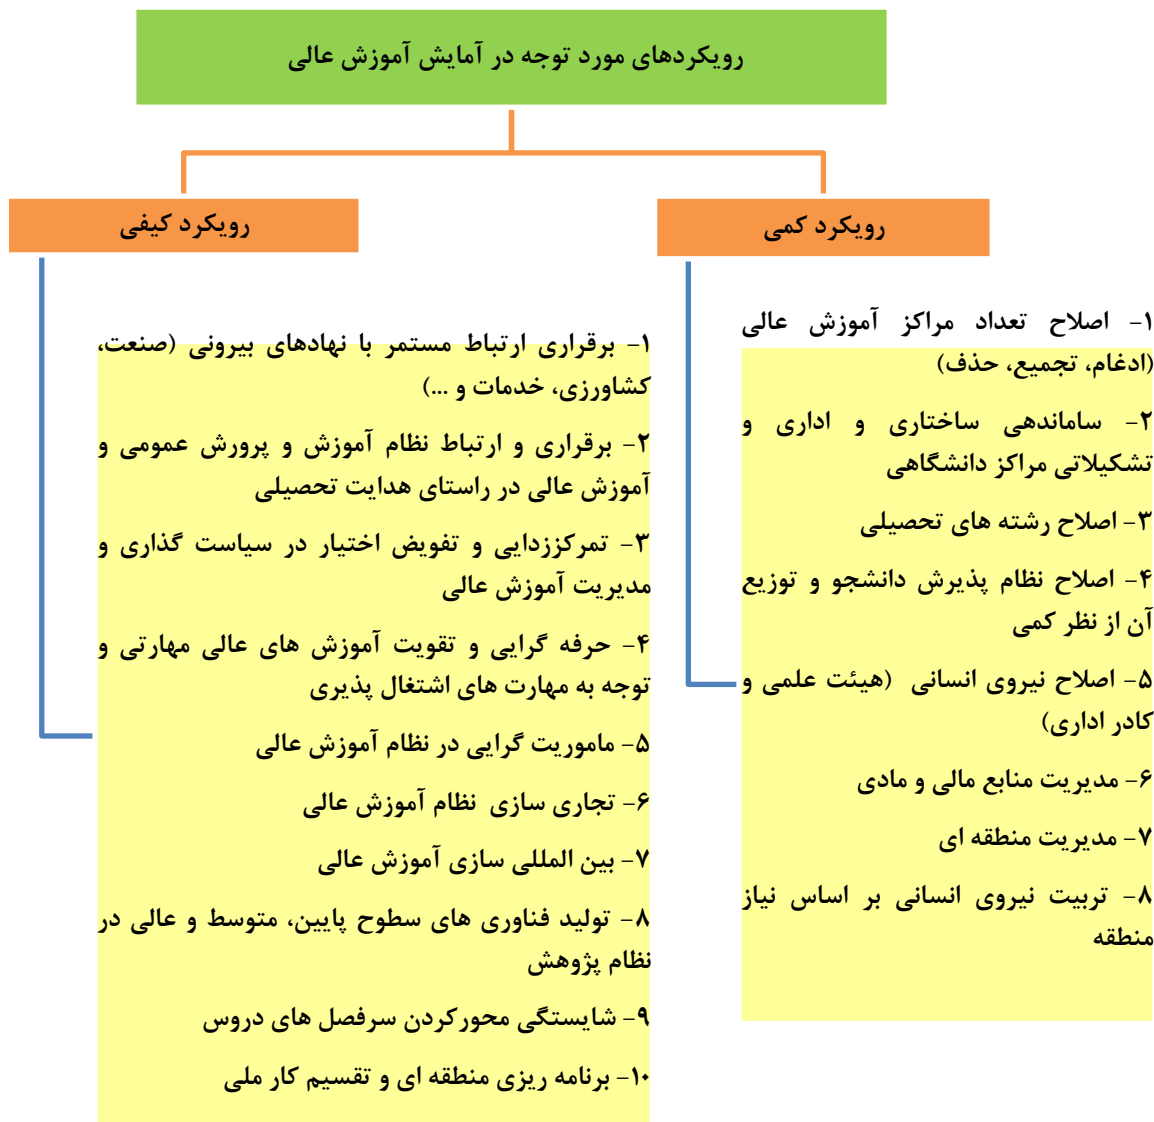 رویکردهای مورد توجه در آمایش آموزش عالی
رویکرد کمی
رویکرد کیفی
۱- اصلاح تعداد مراکز آموزش عالی
(ادغام، تجمیع، حذف)
۲- ساماندهی ساختاری و اداری و
تشکیلاتی مراکز دانشگاهی
۳- اصلاح رشته های تحصیلی
۴- اصلاح نظام پذیرش دانشجو و توزیع
آن از نظر کمی
۵- اصلاح نیروی انسانی (هیئت علمی و
کادر اداری)
۶- مدیریت منابع مالی و مادی
۷- مدیریت منطقه ای
۸- تربیت نیروی انسانی بر اساس نیاز
منطقه
۱- برقراری ارتباط مستمر با نهادهای بیرونی (صنعت،
کشاورزی، خدمات و ...)
۲- برقراری و ارتباط نظام آموزش و پرورش عمومی و
آموزش عالی در راستای هدایت تحصیلی
۳- تمرکززدایی و تفویض اختیار در سیاست گذاری و
مدیریت آموزش عالی
۴- حرفه گرایی و تقویت آموزش های عالی مهارتی و
توجه به مهارت های اشتغال پذیری
۵- ماموریت گرایی در نظام آموزش عالی
۶- تجاری سازی نظام آموزش عالی
۷- بین المللی سازی آموزش عالی
۸- تولید فناوری های سطوح پایین، متوسط و عالی در
نظام پژوهش
۹- شایستگی محورکردن سرفصل های دروس
۱۰- برنامه ریزی منطقه ای و تقسیم کار ملی